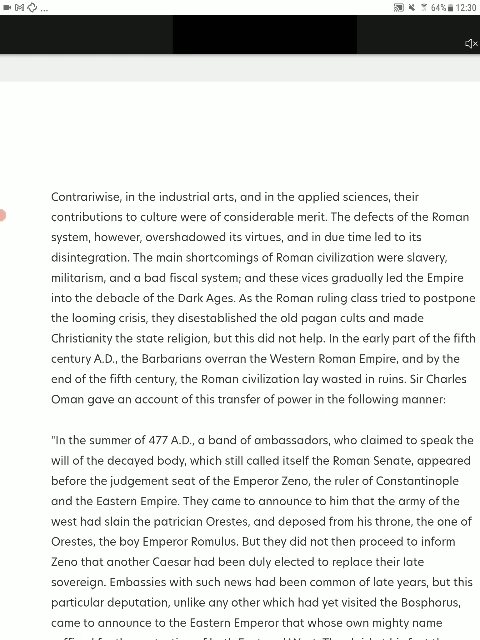 ... 64% 12:30
Contrariwise, in the industrial arts, and in the applied sciences, their
contributions to culture were of considerable merit. The defects of the Roman
system, however, overshadowed its virtues, and in due time led to its
disintegration. The main shortcomings of Roman civilization were slavery,
militarism, and a bad fiscal system; and these vices gradually led the Empire
into the debacle of the Dark Ages. As the Roman ruling class tried to postpone
the looming crisis, they disestablished the old pagan cults and made
Christianity the state religion, but this did not help. In the early part of the fifth
century A.D., the Barbarians overran the Western Roman Empire, and by the
end of the fifth century, the Roman civilization lay wasted in ruins. Sir Charles
Oman gave an account of this transfer of power in the following manner:
"In the summer of 477 A.D., a band of ambassadors, who claimed to speak the
will of the decayed body, which still called itself the Roman Senate, appeared
before the judgement seat of the Emperor Zeno, the ruler of Constantinople
and the Eastern Empire. They came to announce to him that the army of the
west had slain the patrician Orestes, and deposed from his throne, the one of
Orestes, the boy Emperor Romulus. But they did not then proceed to inform
Zeno that another Caesar had been duly elected to replace their late
sovereign. Embassies with such news had been common of late years, but this
particular deputation, unlike any other which had yet visited the Bosphorus,
came to announce to the Eastern Emperor that whose own mighty name